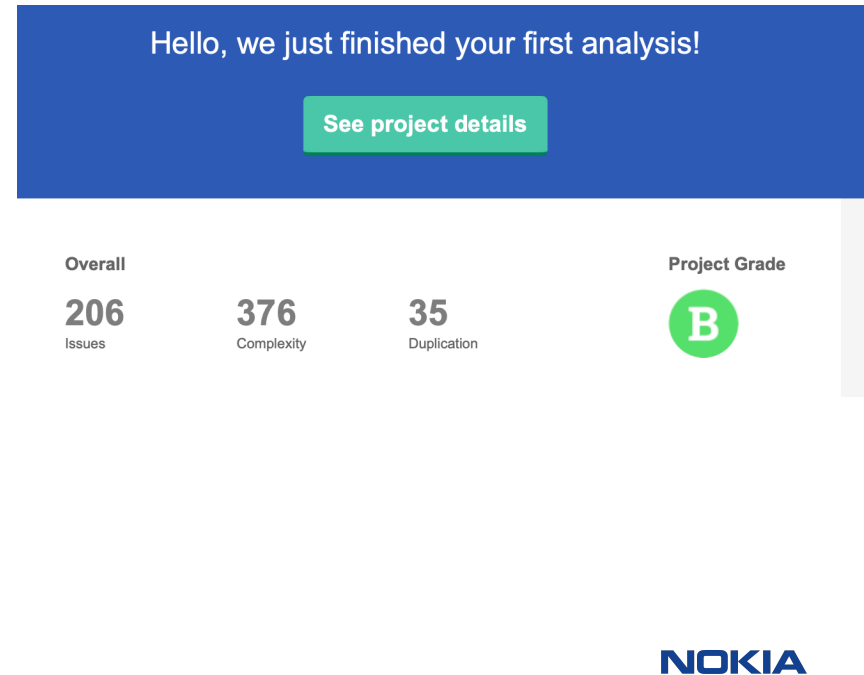 Hello, we just finished your first analysis!
See project details
Overall
Project Grade
206
376
35
B
Issues
Complexity
Duplication
NOKIA